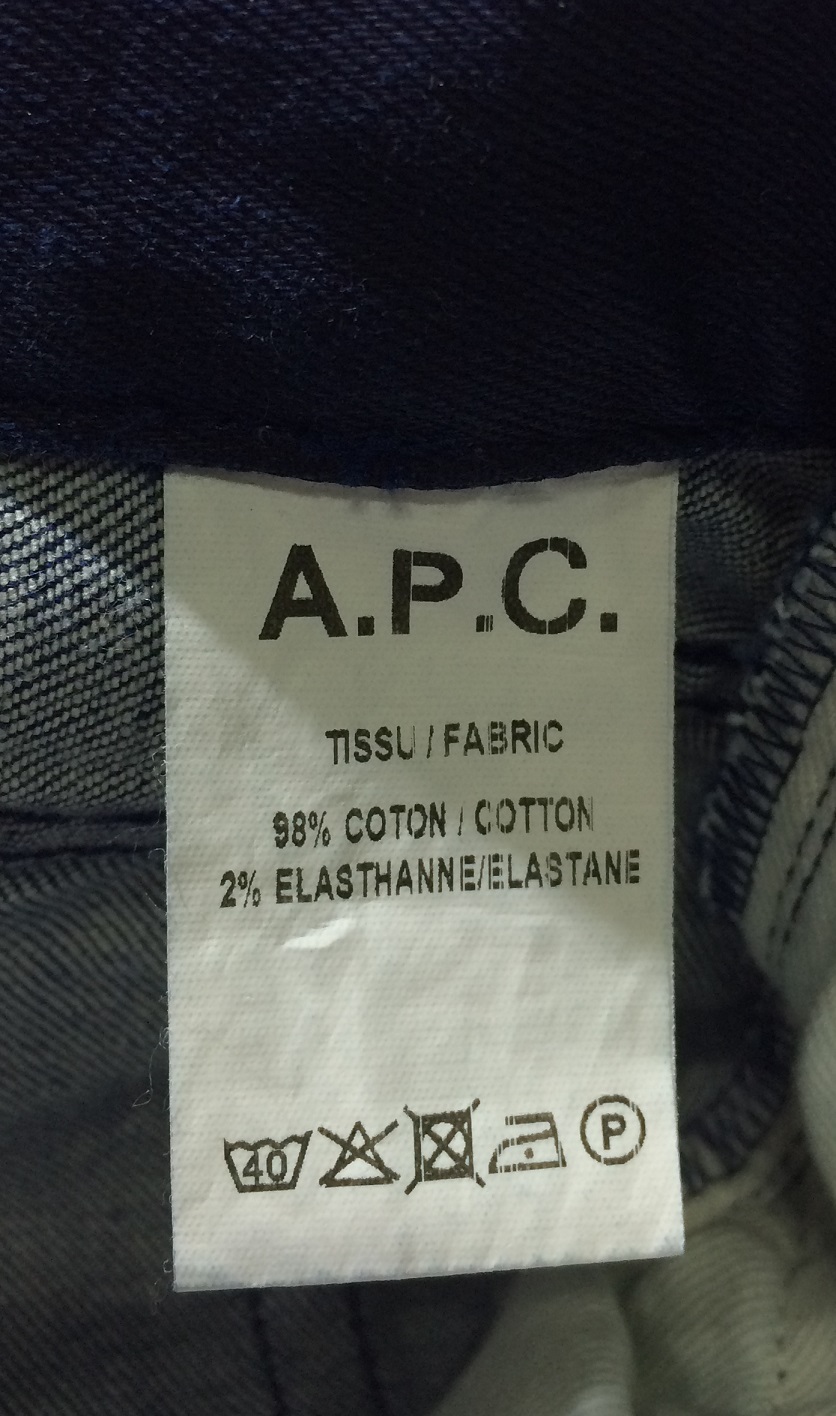 A.P.C.
TISSU / FABRIC
98% COTON / COTTON
2% ELASTHANNE/ELASTANE
40 P